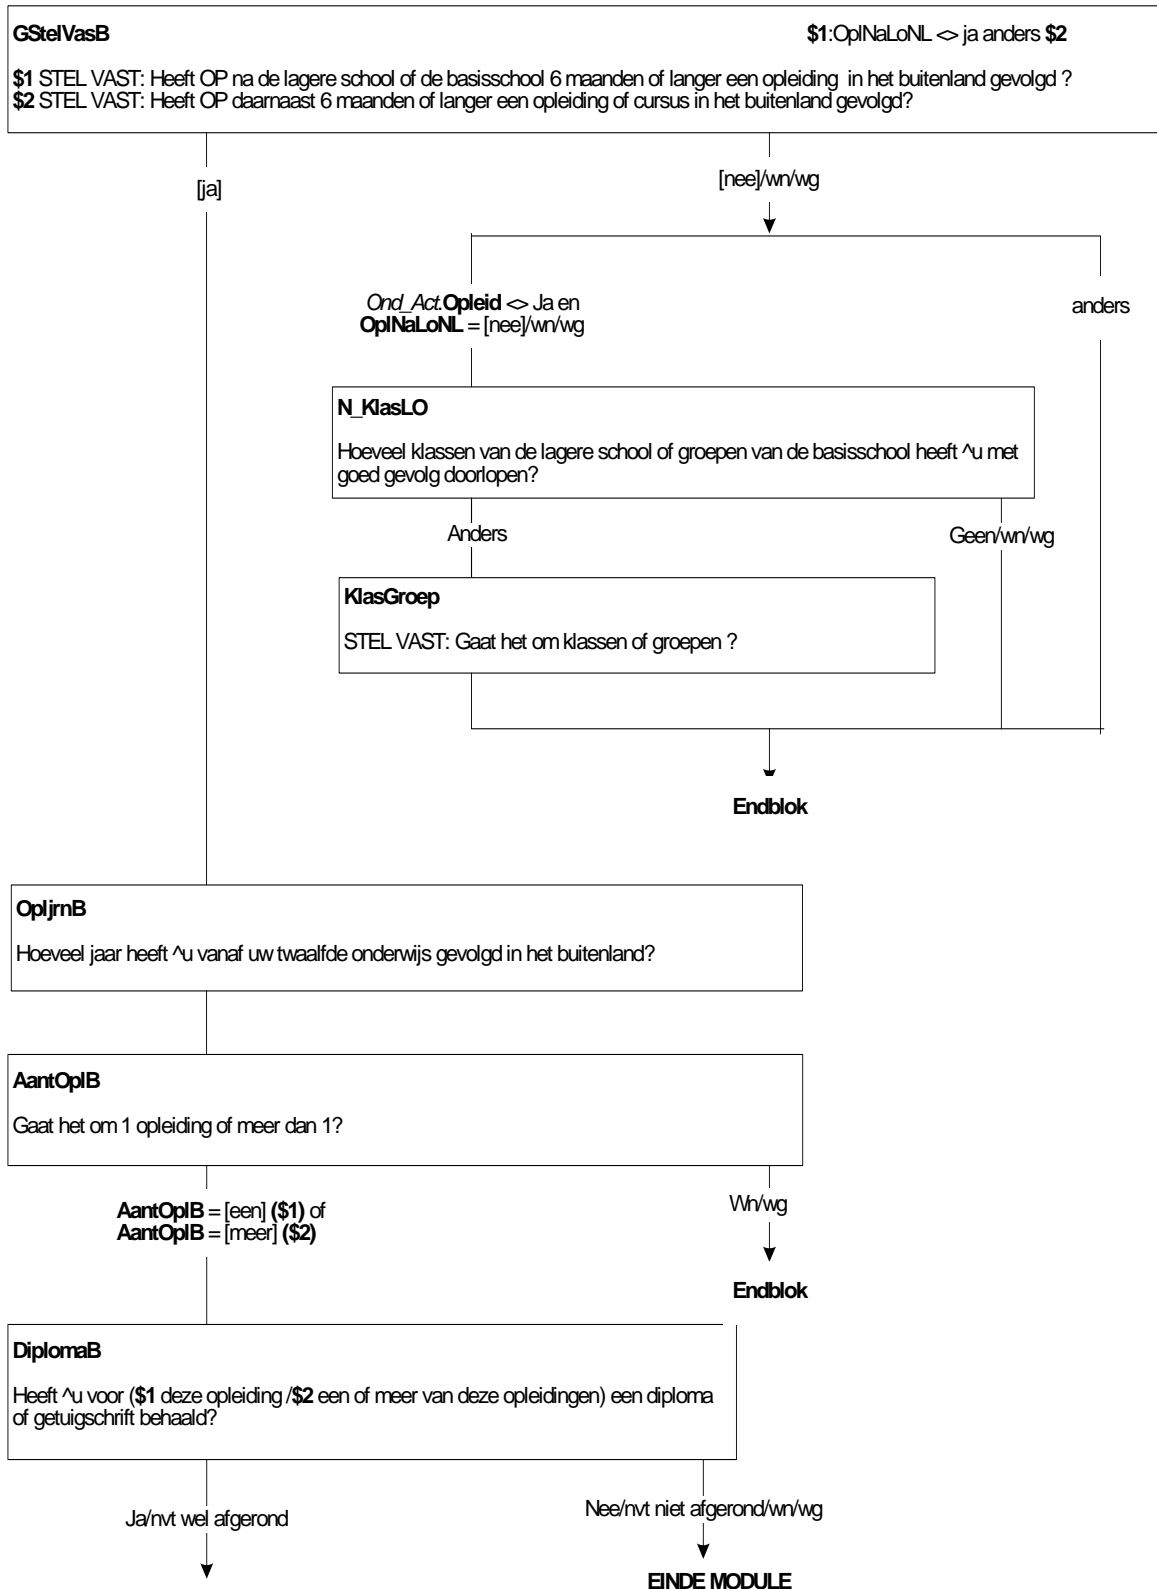 GStelVasB $1:OplNaLoNL <> ja anders $2
$1 STEL VAST: Heeft OP na de lagere school of de basisschool 6 maanden of langer een opleiding in het buitenland gevolgd ?
$2 STEL VAST: Heeft OP daarnaast 6 maanden of langer een opleiding of cursus in het buitenland gevolgd?
[ja]
[nee]/wn/wg
Ond_Act.Opleid <> Ja en
OplNaLoNL = [nee]/wn/wg
anders
N_KlasLO
Hoeveel klassen van de lagere school of groepen van de basisschool heeft ^u met
goed gevolg doorlopen?
Anders
Geen/wn/wg
KlasGroep
STEL VAST: Gaat het om klassen of groepen ?
Endblok
OpljrnB
Hoeveel jaar heeft ^u vanaf uw twaalfde onderwijs gevolgd in het buitenland?
AantOplB
Gaat het om 1 opleiding of meer dan 1?
AantOplB = [een] ($1) of
AantOplB = [meer] ($2)
Wn/wg
Endblok
DiplomaB
Heeft ^u voor ($1 deze opleiding /$2 een of meer van deze opleidingen) een diploma
of getuigschrift behaald?
Ja/nvt wel afgerond
Nee/nvt niet afgerond/wn/wg
EINDE MODULE